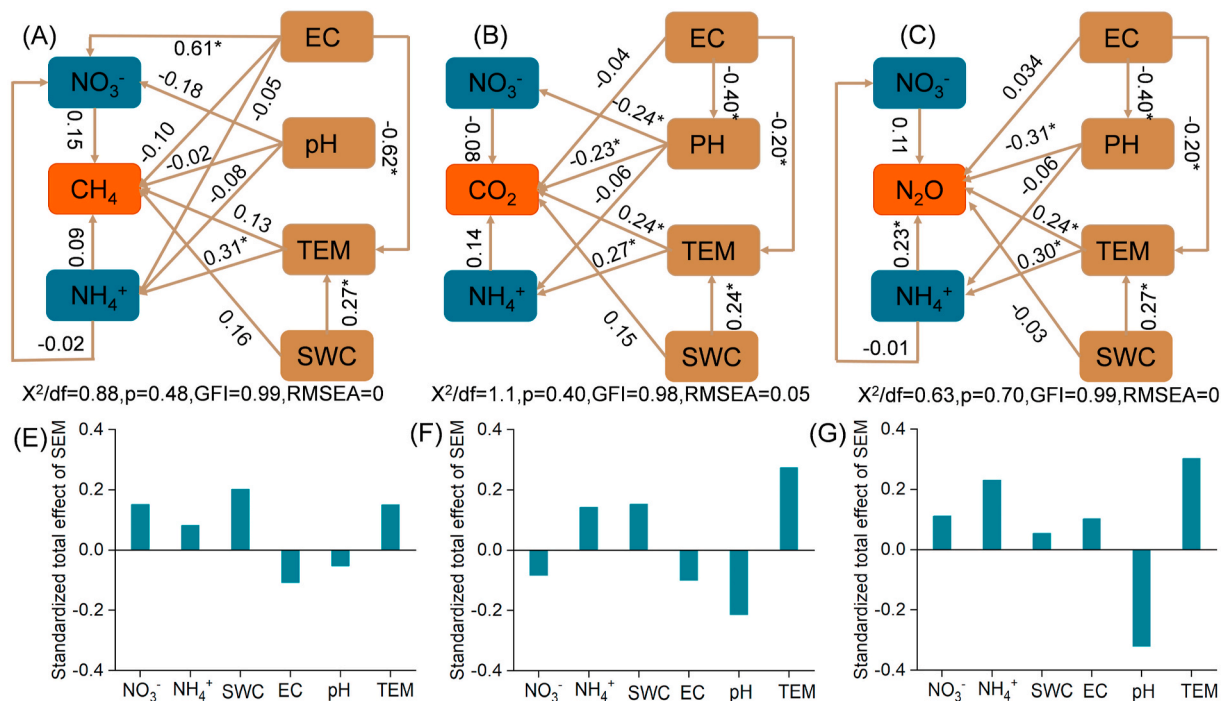 (A)
EC
NO₃⁻
pH
CH₄
TEM
NH₄⁺
SWC
0.61*
-0.18
-0.05
0.15
-0.10
-0.02
-0.08
-0.62*
0.13
0.09
0.31*
0.27*
0.16
-0.02
X²/df=0.88,p=0.48,GFI=0.99,RMSEA=0
(B)
EC
NO₃⁻
PH
CO₂
TEM
NH₄⁺
SWC
-0.04
-0.24*
-0.40*
-0.08
-0.23*
-0.20*
-0.06
0.24*
0.14
0.27*
0.24*
0.15
X²/df=1.1,p=0.40,GFI=0.98,RMSEA=0.05
(C)
EC
NO₃⁻
PH
N₂O
TEM
NH₄⁺
SWC
0.034
-0.40*
0.11
-0.31*
-0.20*
-0.06
0.24*
0.23*
0.30*
0.27*
-0.03
-0.01
X²/df=0.63,p=0.70,GFI=0.99,RMSEA=0
(E)
Standardized total effect of SEM
0.4
0.2
0.0
-0.2
-0.4
NO₃⁻ NH₄⁺ SWC EC pH TEM
(F)
Standardized total effect of SEM
0.4
0.2
0.0
-0.2
-0.4
NO₃⁻ NH₄⁺ SWC EC pH TEM
(G)
Standardized total effect of SEM
0.4
0.2
0.0
-0.2
-0.4
NO₃⁻ NH₄⁺ SWC EC pH TEM